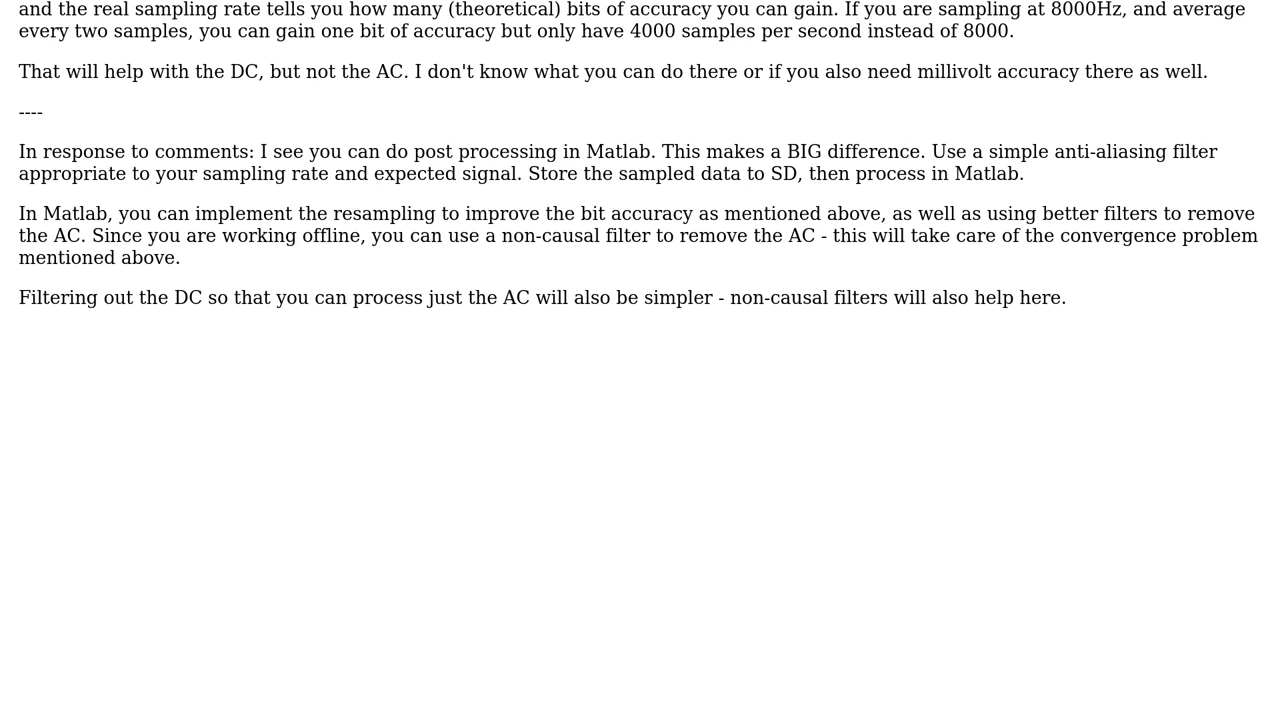 and the real sampling rate tells you how many (theoretical) bits of accuracy you can gain. If you are sampling at 8000Hz, and average
every two samples, you can gain one bit of accuracy but only have 4000 samples per second instead of 8000.
That will help with the DC, but not the AC. I don't know what you can do there or if you also need millivolt accuracy there as well.
----
In response to comments: I see you can do post processing in Matlab. This makes a BIG difference. Use a simple anti-aliasing filter
appropriate to your sampling rate and expected signal. Store the sampled data to SD, then process in Matlab.
In Matlab, you can implement the resampling to improve the bit accuracy as mentioned above, as well as using better filters to remove
the AC. Since you are working offline, you can use a non-causal filter to remove the AC - this will take care of the convergence problem
mentioned above.
Filtering out the DC so that you can process just the AC will also be simpler - non-causal filters will also help here.